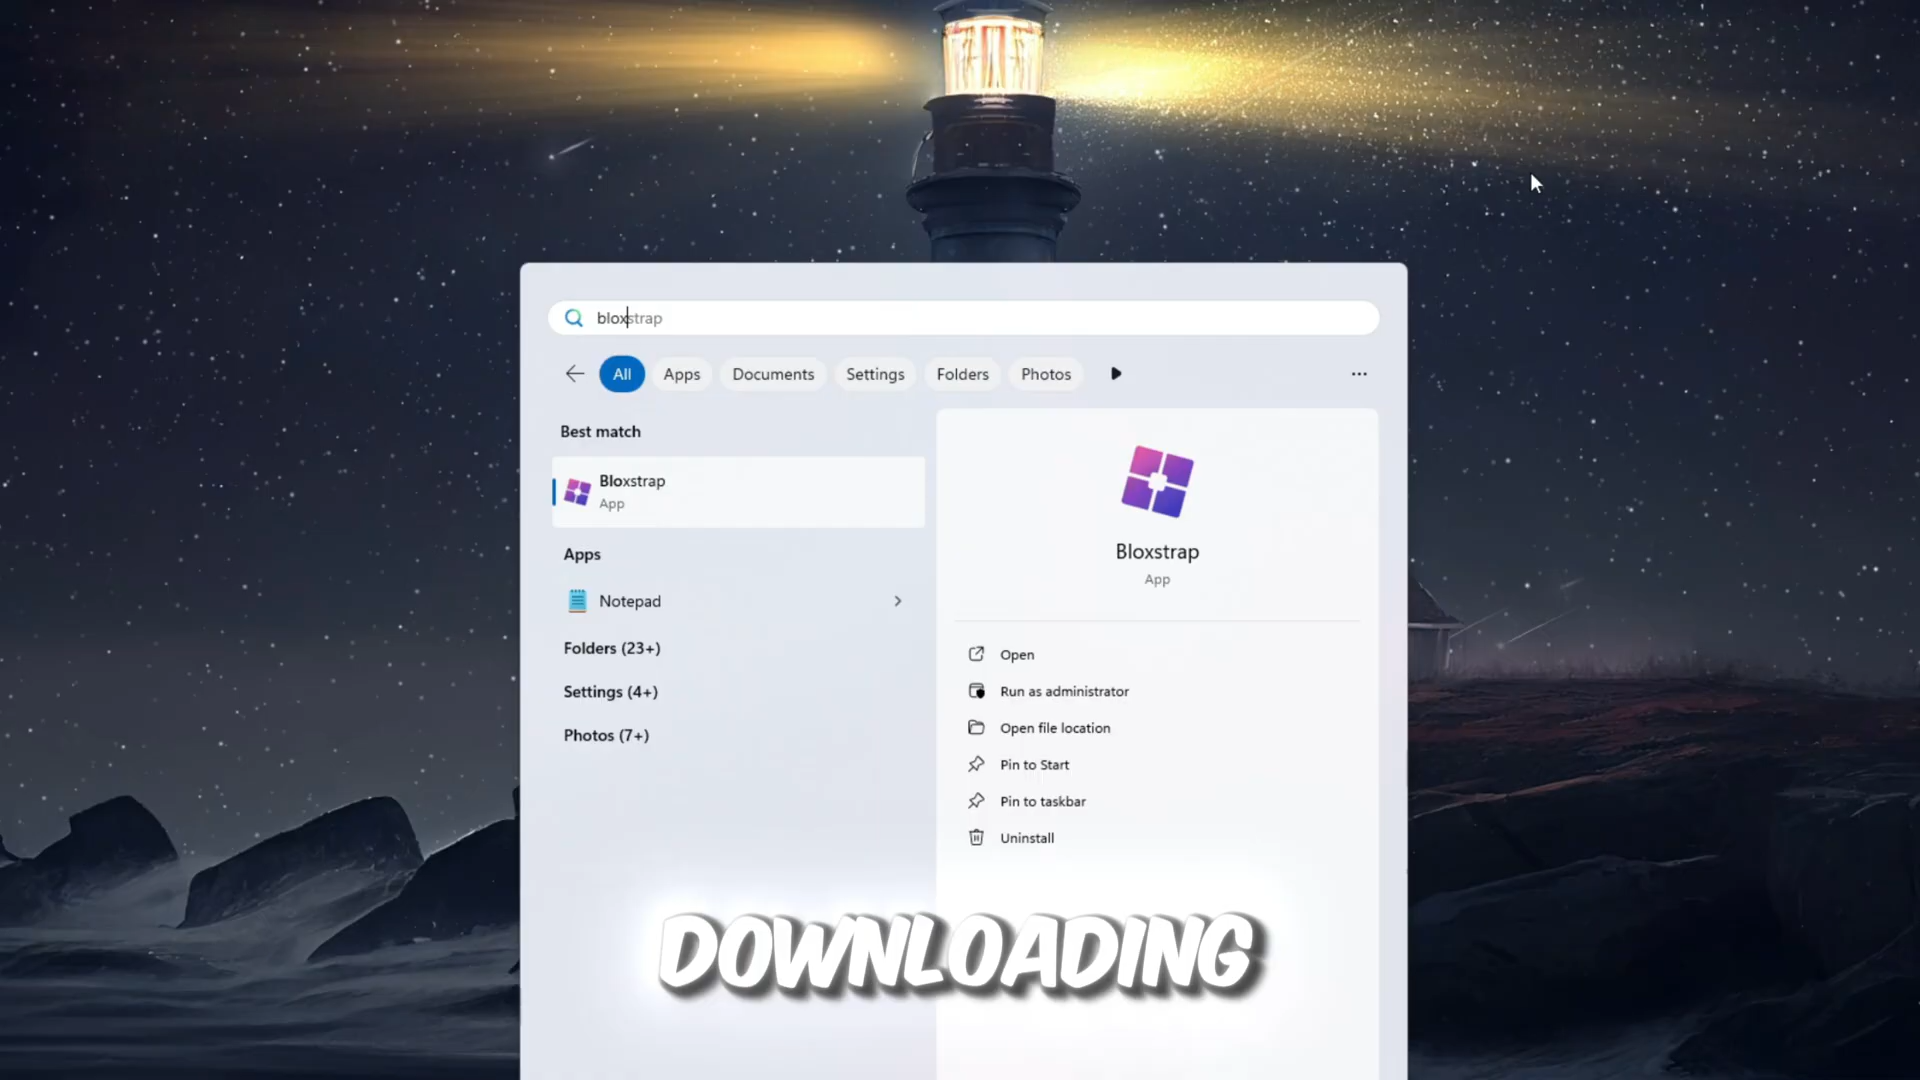 bloxstrap
All Apps Documents Settings Folders Photos
Best match
Bloxstrap
App
Apps
Notepad
Folders (23+)
Settings (4+)
Photos (7+)
Bloxstrap
App
Open
Run as administrator
Open file location
Pin to Start
Pin to taskbar
Uninstall
DOWNLOADING